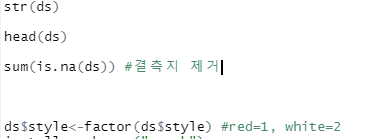 str(ds)
head(ds)
sum(is.na(ds)) #결측지 제거
ds$style<-factor(ds$style) #red=1, white=2